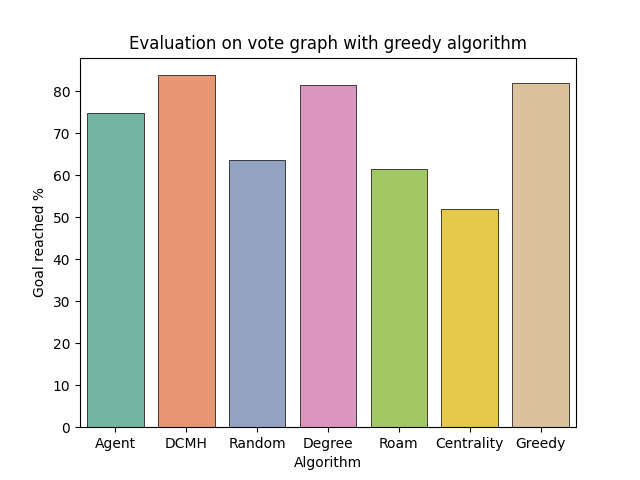 Evaluation on vote graph with greedy algorithm
Goal reached %
80
70
60
50
40
30
20
10
0
Agent DCMH Random Degree Roam Centrality Greedy
Algorithm